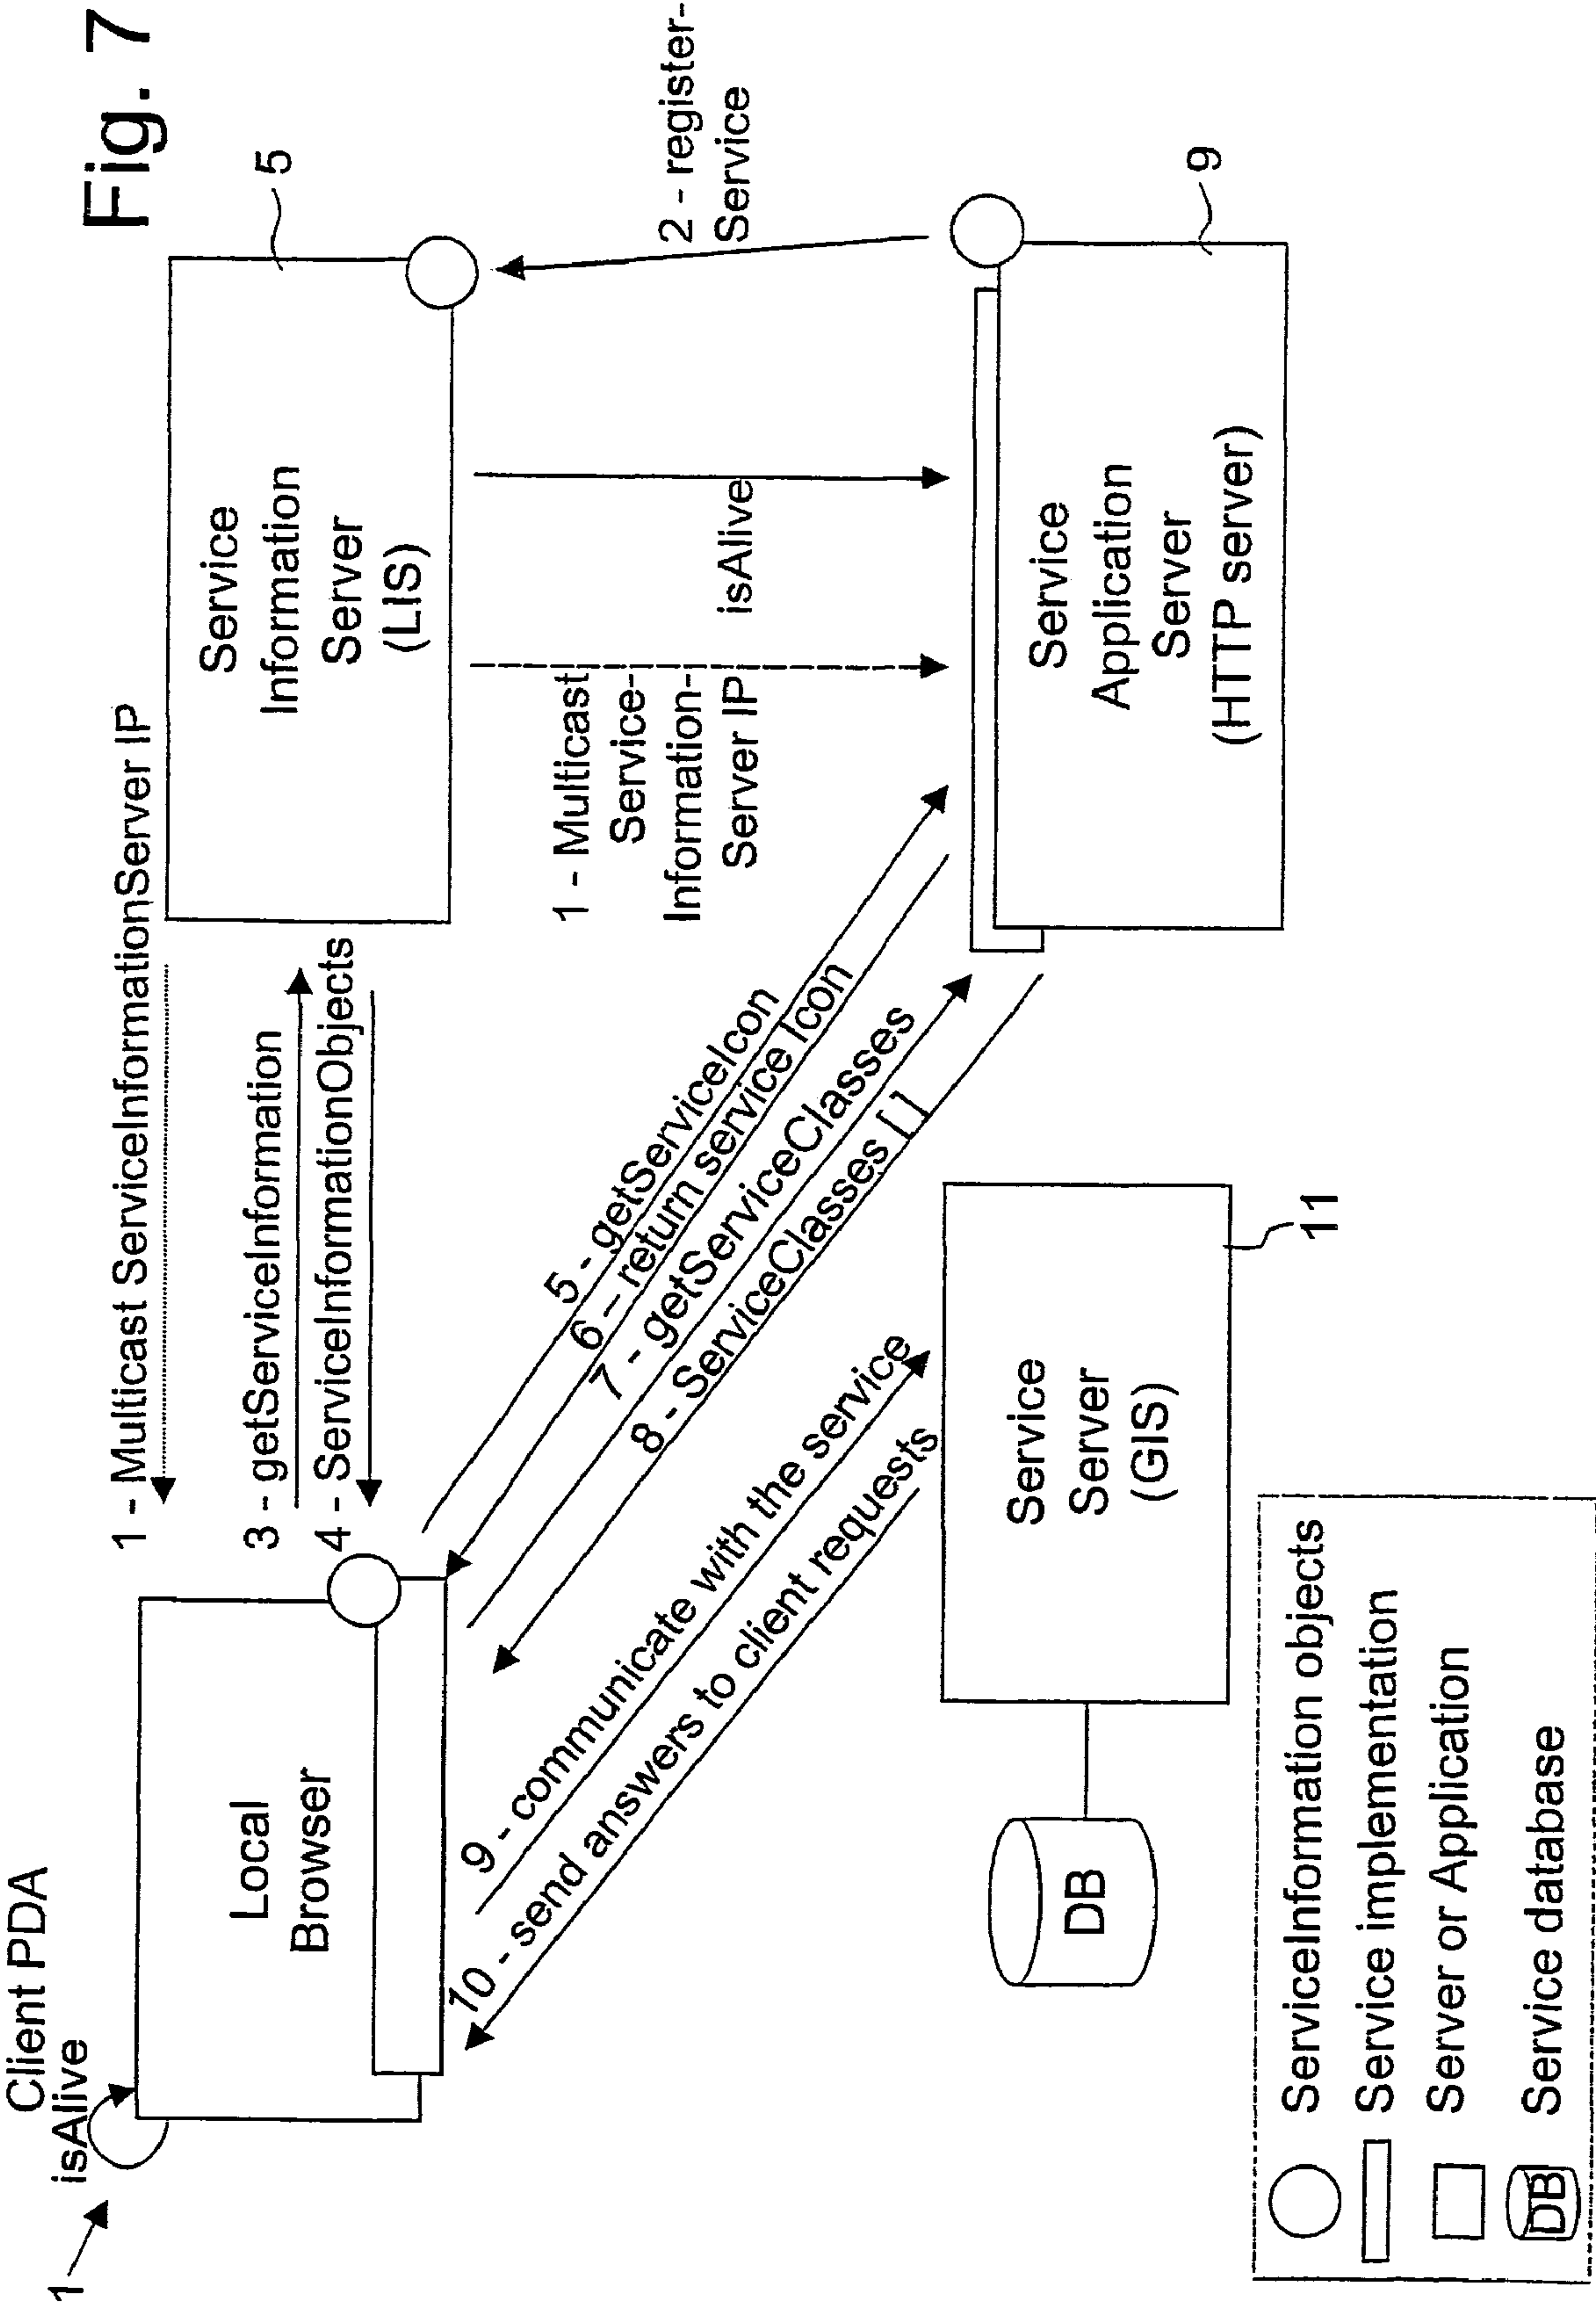 Fig. 7
Client PDA
1
isAlive
Local
Browser
1 - Multicast ServiceInformationServer IP
3 - getServiceInformation
4 - ServiceInformationObjects
Service
Information
Server
(LIS)
5
1 - Multicast
Service-
Information-
Server IP
isAlive
2 - register-
Service
5 - getServiceIcon
6 - return service Icon
7 - getServiceClasses
8 - ServiceClasses [ ]
9 - communicate with the service
10 - send answers to client requests
Service
Application
Server
(HTTP server)
9
DB
Service
Server
(GIS)
11
ServiceInformation objects
Service implementation
Server or Application
DB
Service database